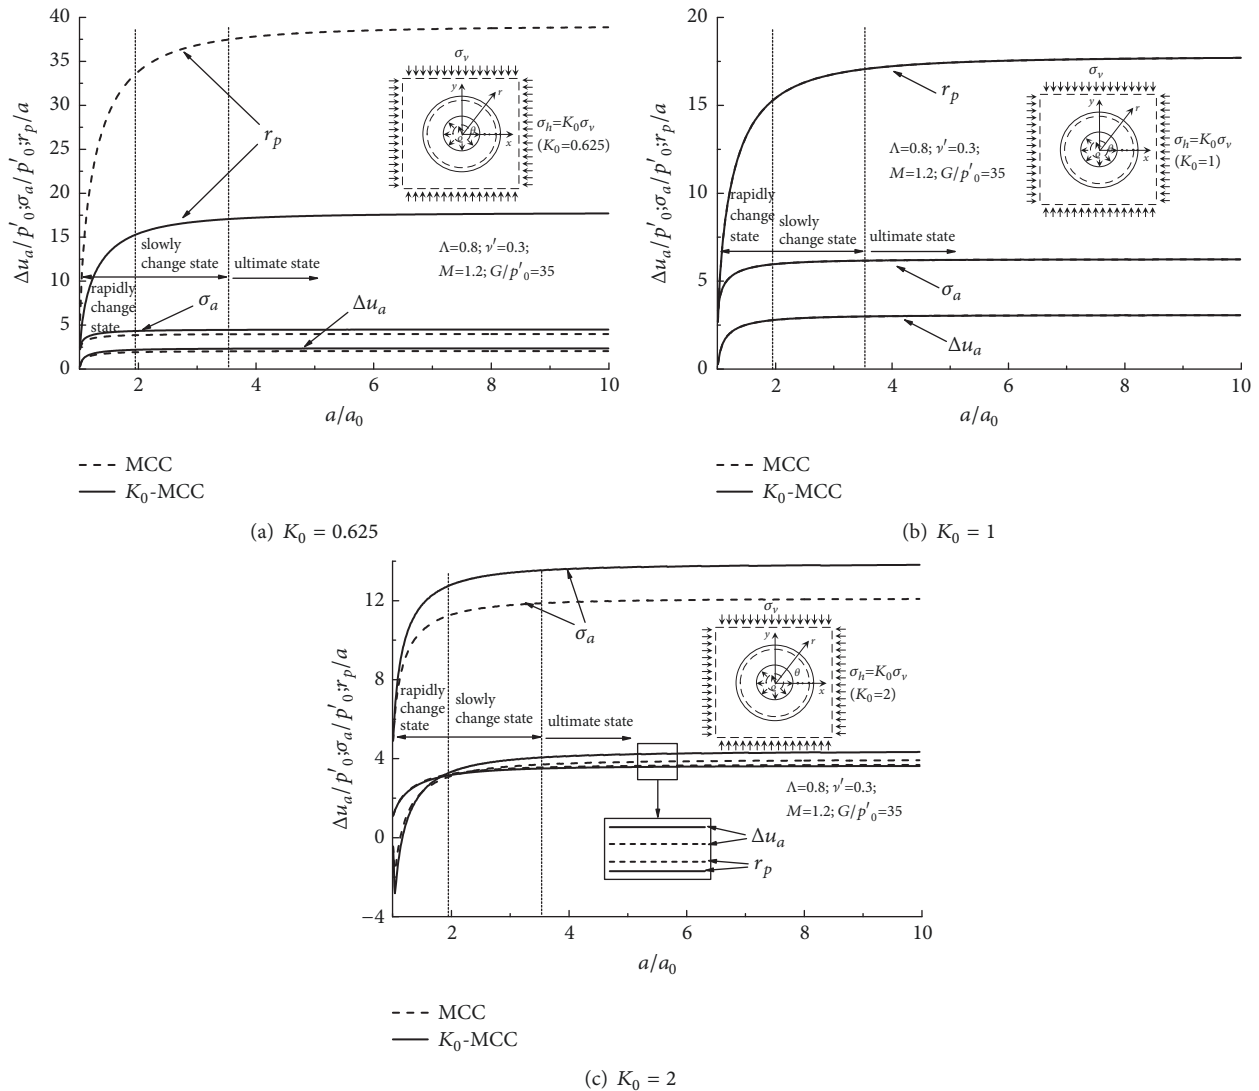 40
35
30
25
20
15
10
5
0
Δu_a/p′_0;σ_a/p′_0;r_p/a
r_p
σ_v
y
r
θ
x
σ_h=K_0σ_v
(K_0=0.625)
Λ=0.8; ν′=0.3;
M=1.2; G/p′_0=35
slowly
change state
ultimate state
rapidly
change
state
σ_a
Δu_a
2 4 6 8 10
a/a_0
MCC
K_0-MCC
(a) K_0 = 0.625
20
15
10
5
0
Δu_a/p′_0;σ_a/p′_0;r_p/a
r_p
σ_v
y
r
θ
x
σ_h=K_0σ_v
(K_0=1)
Λ=0.8; ν′=0.3;
M=1.2; G/p′_0=35
rapidly
change
state
slowly
change state
ultimate state
σ_a
Δu_a
2 4 6 8 10
a/a_0
MCC
K_0-MCC
(b) K_0 = 1
12
8
4
0
−4
Δu_a/p′_0;σ_a/p′_0;r_p/a
σ_a
σ_v
y
r
θ
x
σ_h=K_0σ_v
(K_0=2)
rapidly
change
state
slowly
change state
ultimate state
Λ=0.8; ν′=0.3;
M=1.2; G/p′_0=35
Δu_a
r_p
2 4 6 8 10
a/a_0
MCC
K_0-MCC
(c) K_0 = 2